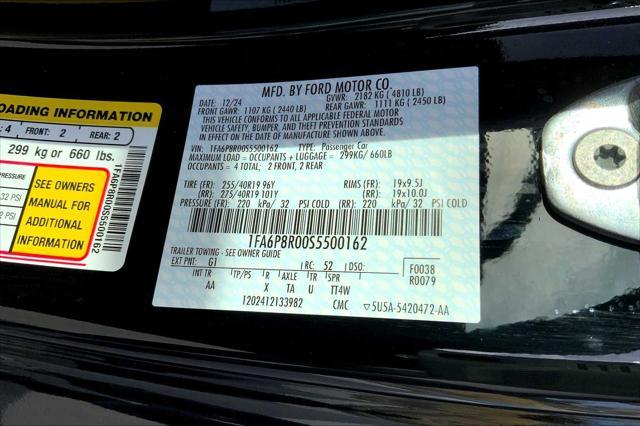 OADING INFORMATION
: 4 FRONT: 2 REAR: 2
299 kg or 660 lbs.
PRESSURE
32 PSI
2 PSI
SEE OWNERS
MANUAL FOR
ADDITIONAL
INFORMATION
1FA6P8R00S5500162
MFD. BY FORD MOTOR CO.
DATE: 12/24 GVWR: 2182 KG ( 4810 LB)
FRONT GAWR: 1107 KG ( 2440 LB) REAR GAWR: 1111 KG ( 2450 LB)
THIS VEHICLE CONFORMS TO ALL APPLICABLE FEDERAL MOTOR
VEHICLE SAFETY, BUMPER, AND THEFT PREVENTION STANDARDS
IN EFFECT ON THE DATE OF MANUFACTURE SHOWN ABOVE.
VIN: 1FA6P8R00S5500162 TYPE: Passenger Car
MAXIMUM LOAD = OCCUPANTS + LUGGAGE = 299KG/ 660LB
OCCUPANTS = 4 TOTAL; 2 FRONT, 2 REAR
TIRE (FR): 255/40R19 96Y RIMS (FR): 19x9.5J
(RR): 275/40R19 101Y (RR): 19x10.0J
PRESSURE (FR): 220 kPa/ 32 PSI COLD (RR): 220 kPa/ 32 PSI COLD
1FA6P8R00S5500162
TRAILER TOWING - SEE OWNER GUIDE
EXT PNT: G1 RC: 52 DSO: F0038
INT TR TP/PS R AXLE TR SPR R0079
AA X TA U TT4W
1202412133982 CMC ▽5U5A-5420472-AA